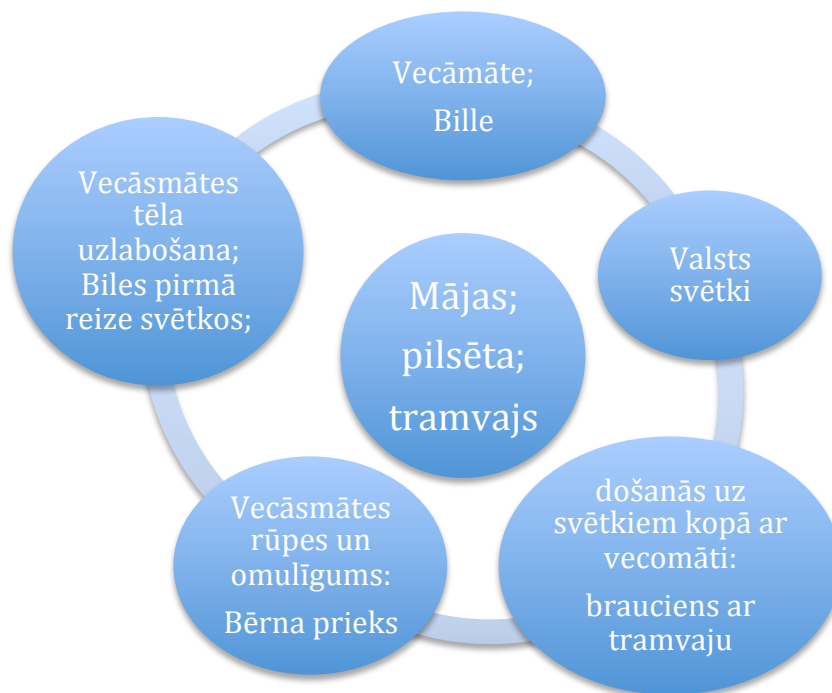 Vecāmāte;
Bille
Valsts
svētki
došanās uz
svētkiem kopā ar
vecomāti:
brauciens ar
tramvaju
Vecāsmātes
rūpes un
omulīgums:
Bērna prieks
Vecāsmātes
tēla
uzlabošana;
Biles pirmā
reize svētkos;
Mājas;
pilsēta;
tramvajs